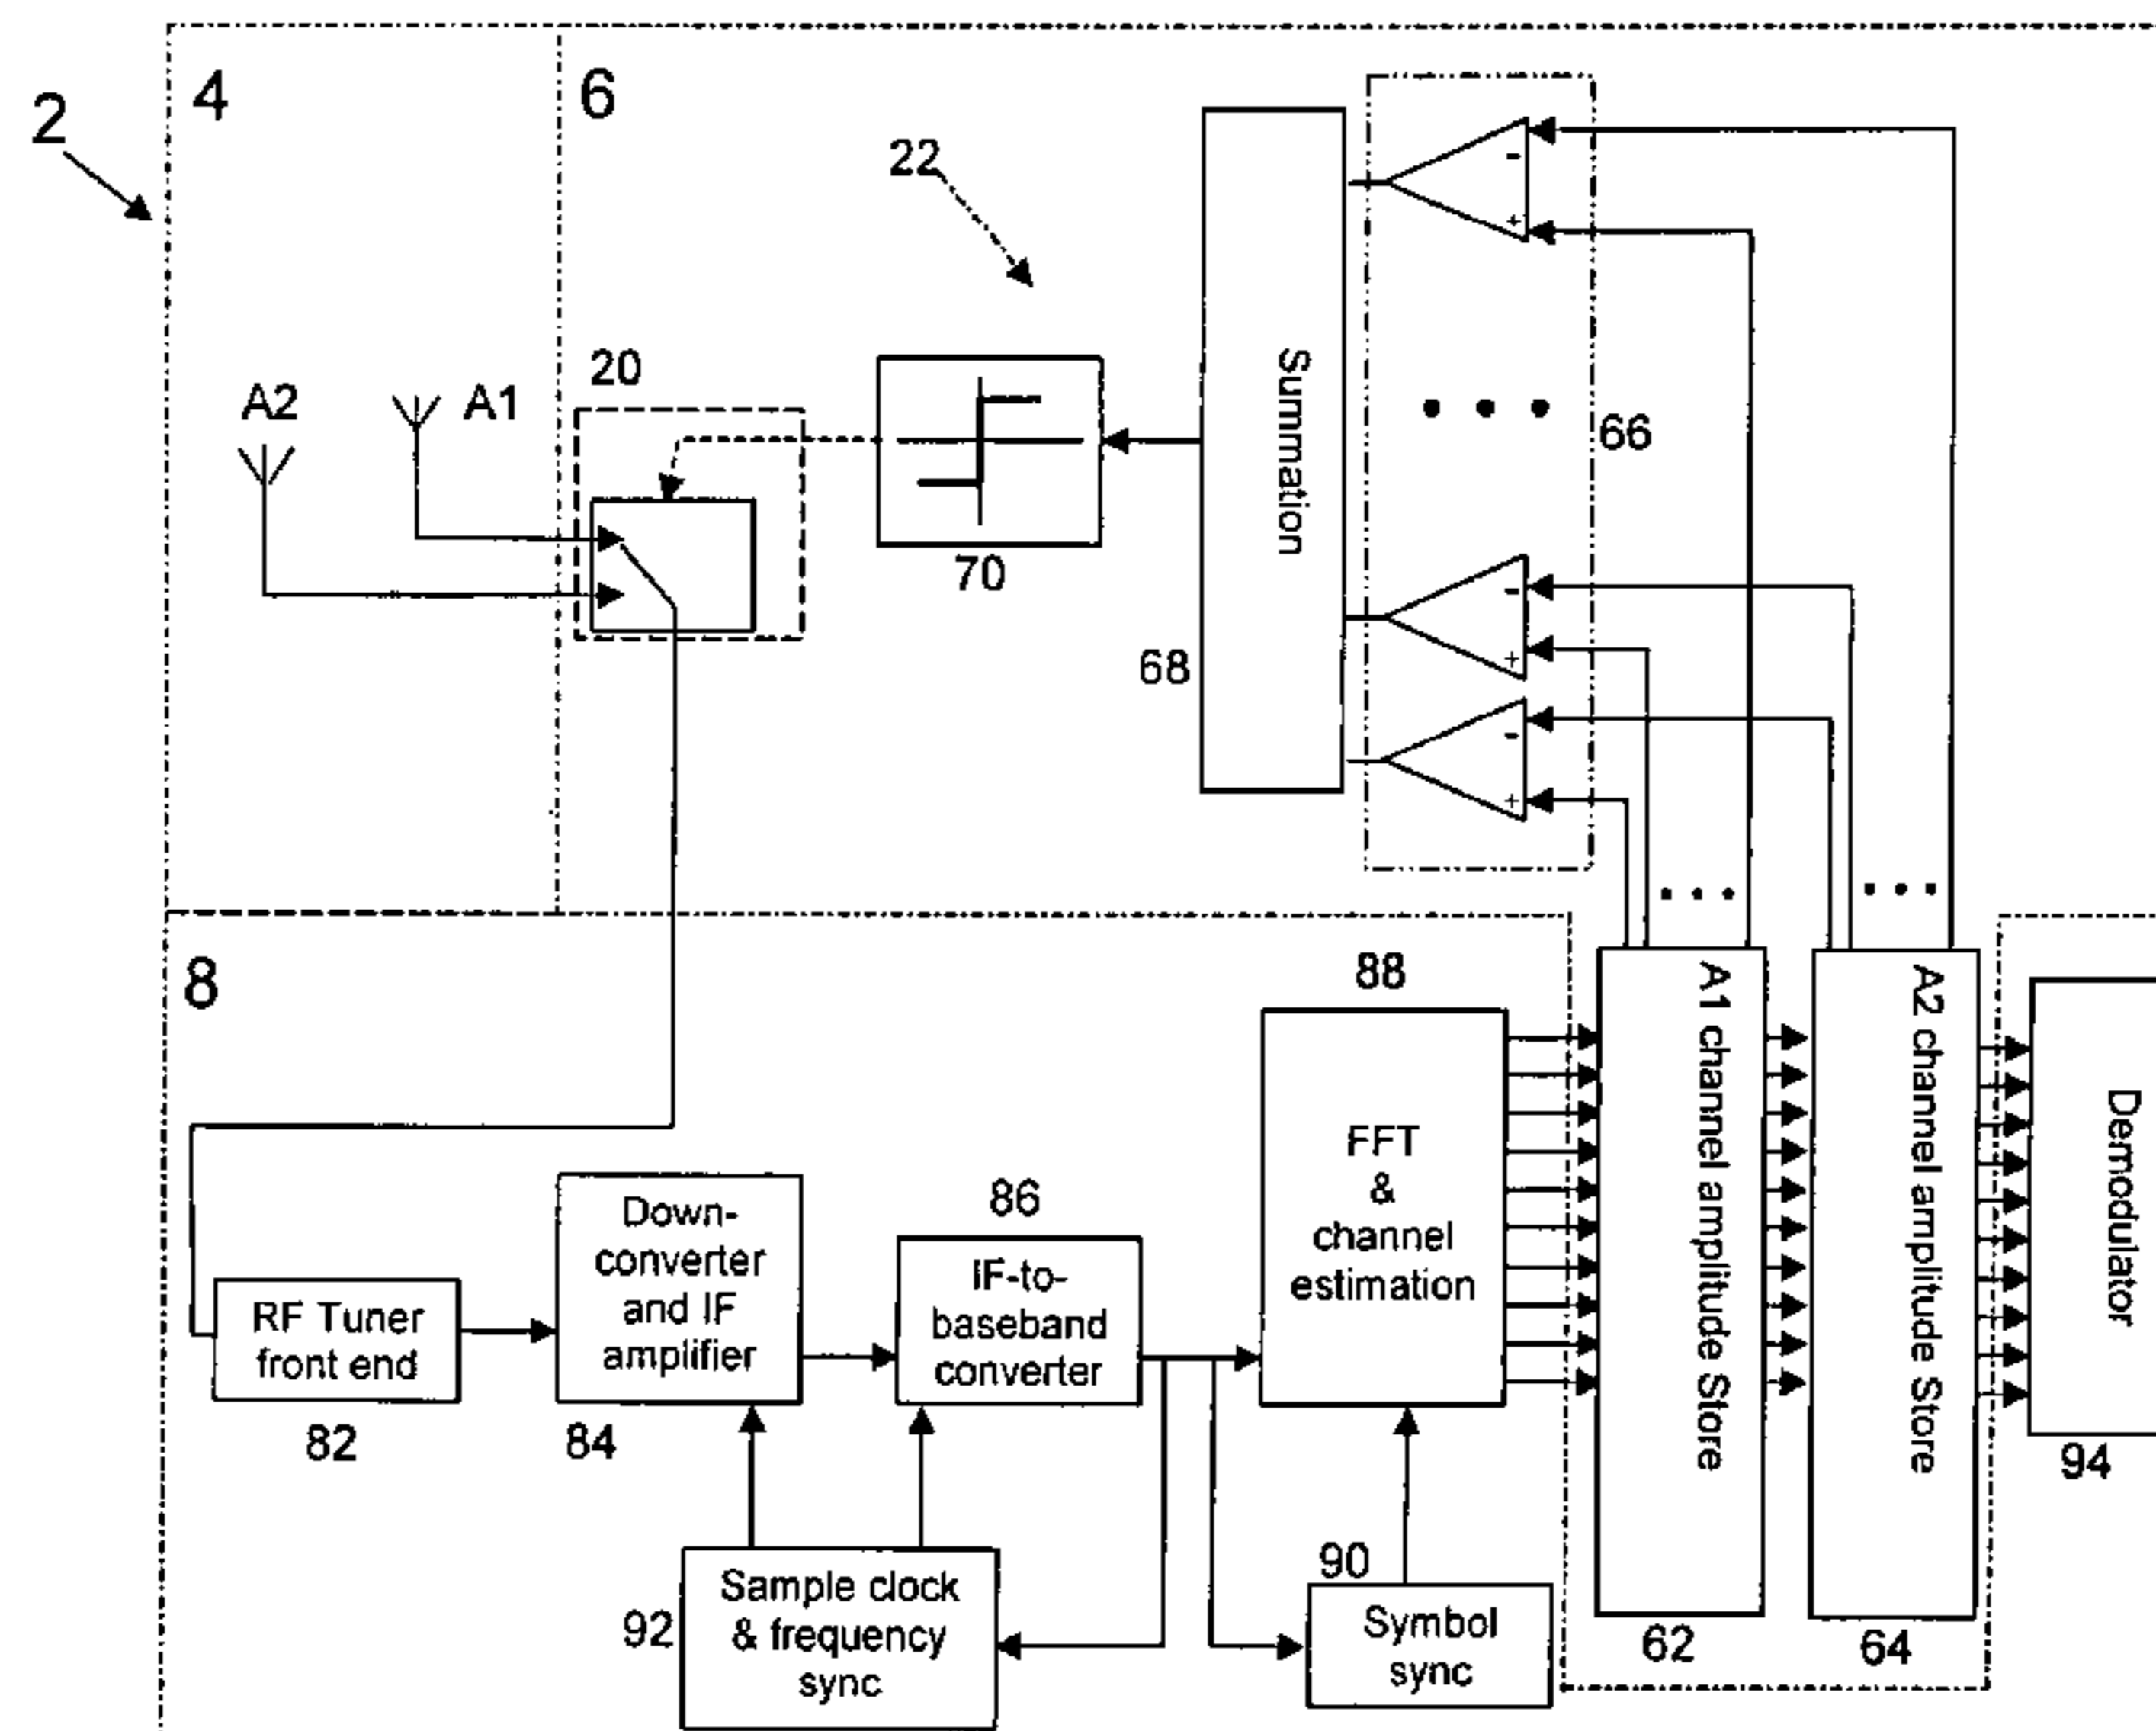 2
4
6
22
20
A2
A1
70
Summation
68
66
-
+
-
+
-
+
8
88
FFT
&
channel
estimation
A1 channel amplitude Store
A2 channel amplitude Store
Demodulator
94
86
IF-to-
baseband
converter
Down-
converter
and IF
amplifier
84
RF Tuner
front end
82
92
Sample clock
& frequency
sync
90
Symbol
sync
62
64